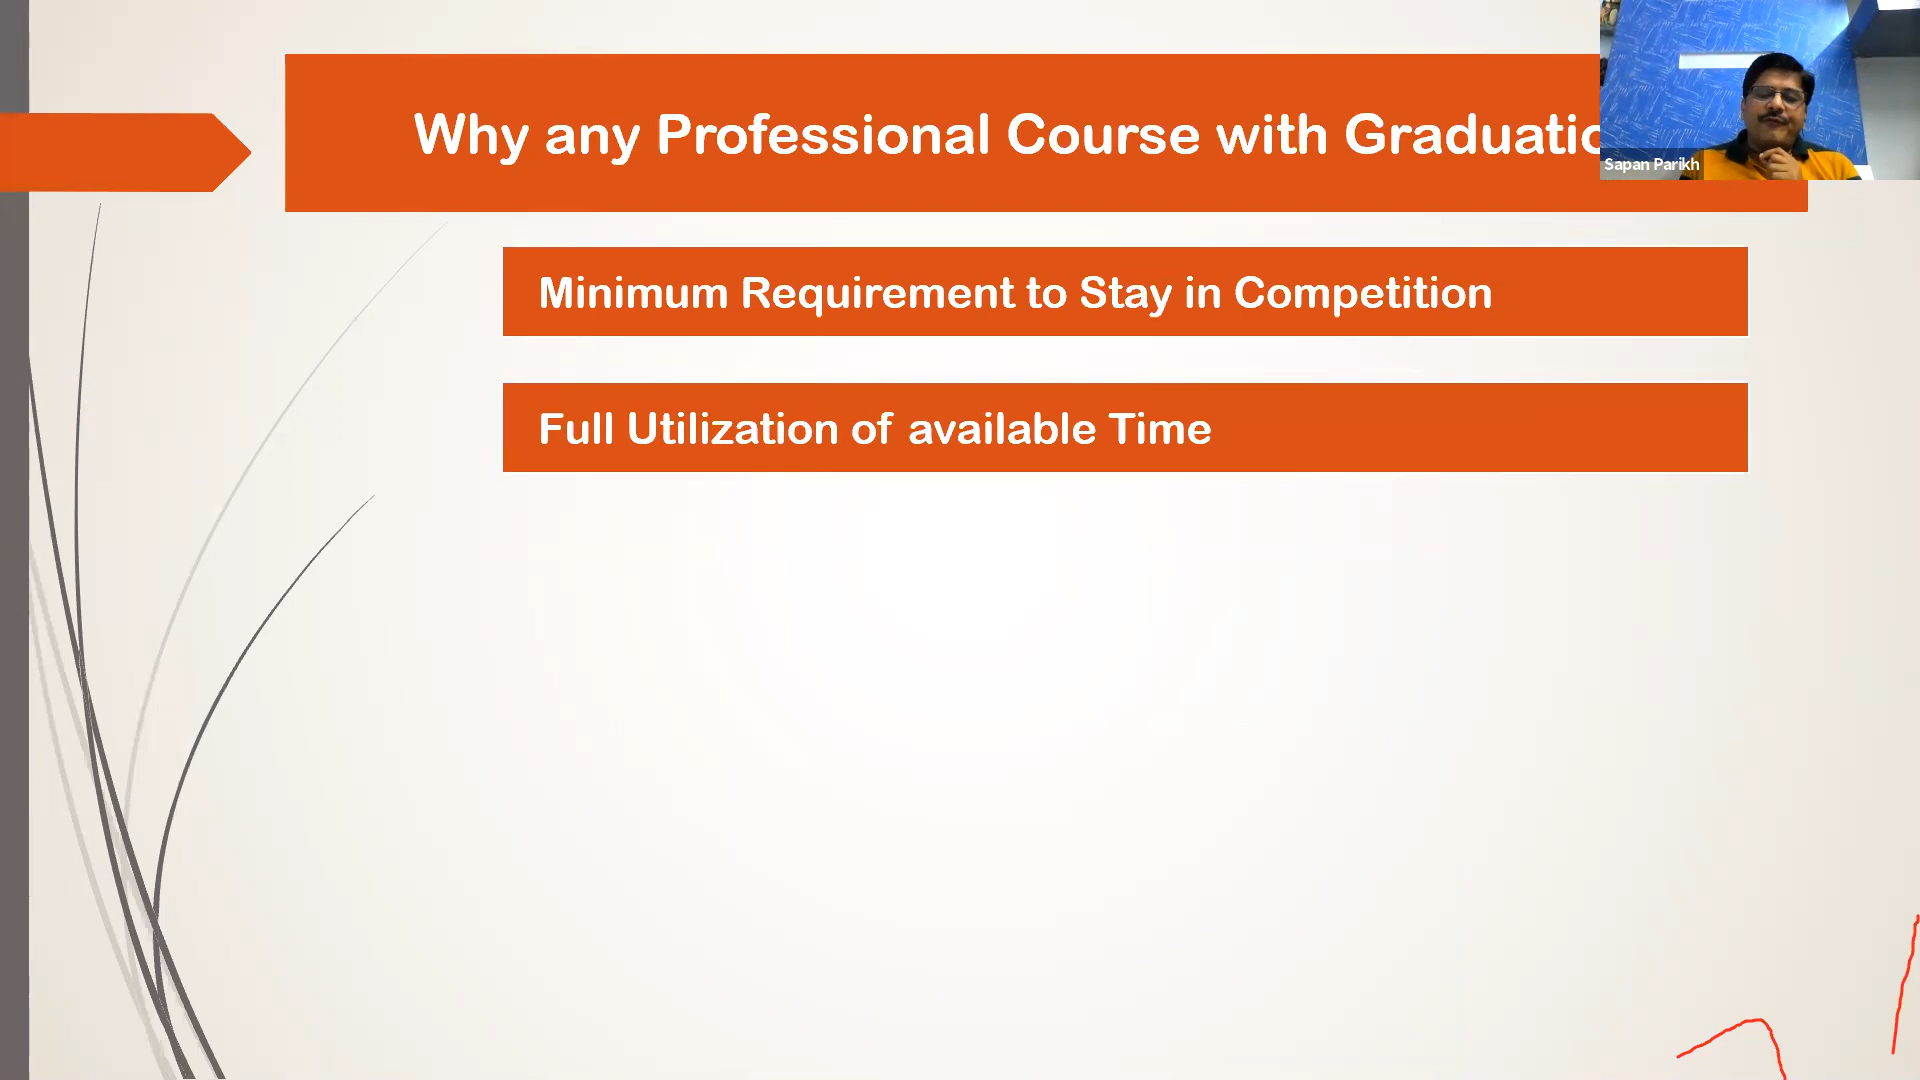 Why any Professional Course with Graduatio
Sapan Parikh
Minimum Requirement to Stay in Competition
Full Utilization of available Time